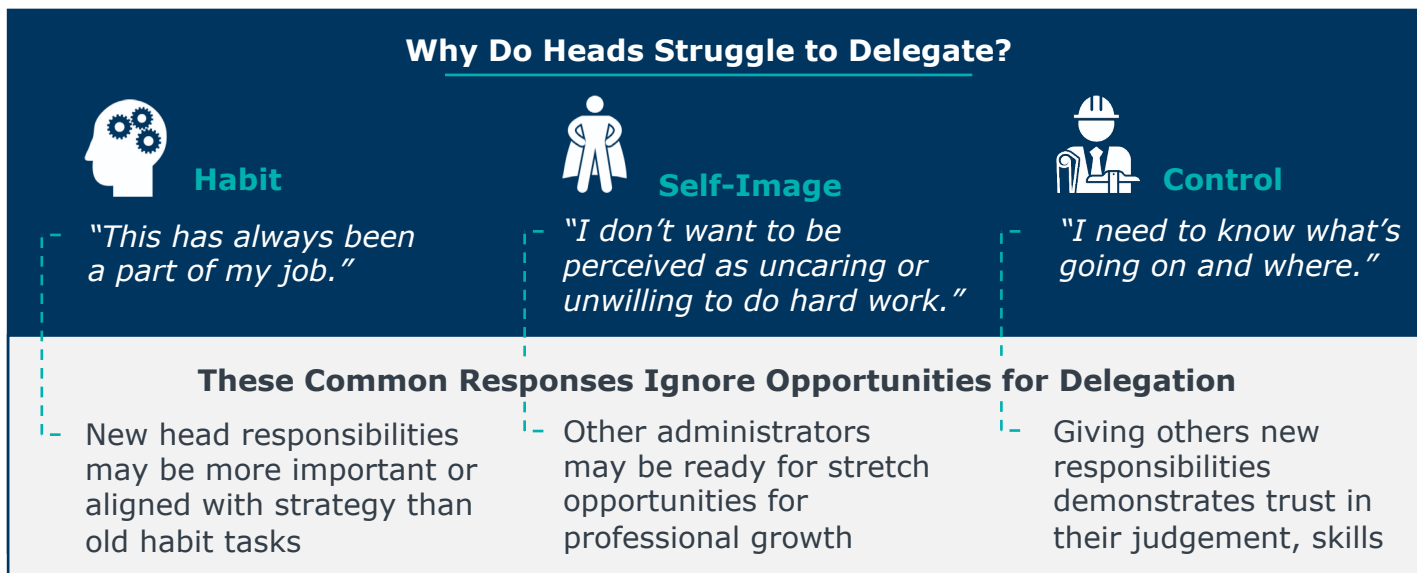 Why Do Heads Struggle to Delegate?
Habit
“This has always been
a part of my job.”
Self-Image
“I don’t want to be
perceived as uncaring or
unwilling to do hard work.”
Control
“I need to know what’s
going on and where.”
These Common Responses Ignore Opportunities for Delegation
New head responsibilities
may be more important or
aligned with strategy than
old habit tasks
Other administrators
may be ready for stretch
opportunities for
professional growth
Giving others new
responsibilities
demonstrates trust in
their judgement, skills